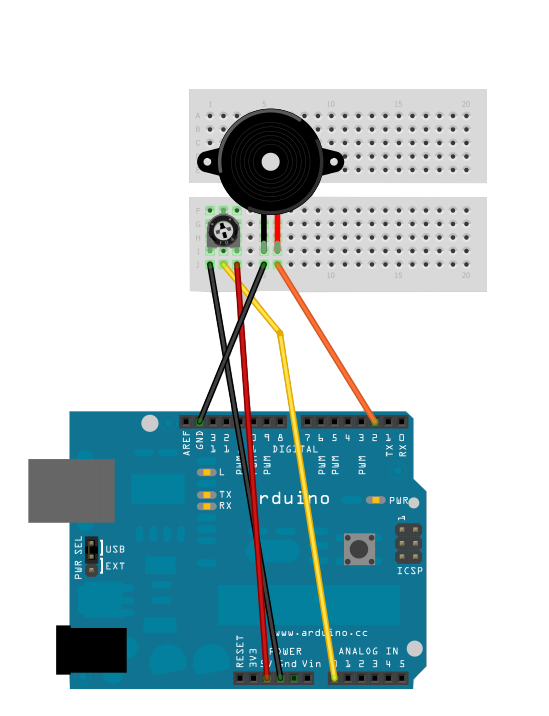 1 5 10 15 20
A
B
C
F
G
H
I
J
10 15 20
AREF
GND
13
12
PWM
10
PWM
9
PWM
8
7
6
PWM
5
PWM
4
3
PWM
2
TX 1
RX 0
DIGITAL
L
TX
RX
arduino
PWR
1
ICSP
PWR SEL
USB
EXT
www.arduino.cc
POWER
ANALOG IN
RESET
3V3
5V Gnd Vin 0 1 2 3 4 5